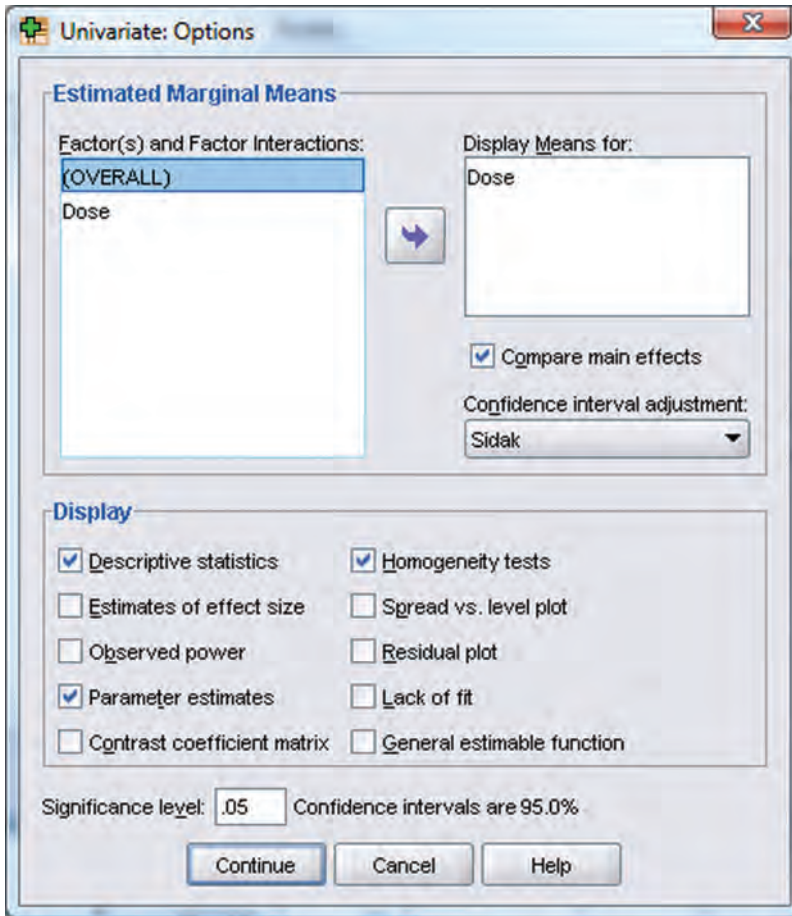 Univariate: Options
Estimated Marginal Means
Factor(s) and Factor Interactions:
(OVERALL)
Dose
Display Means for:
Dose
Compare main effects
Confidence interval adjustment:
Sidak
Display
Descriptive statistics
Homogeneity tests
Estimates of effect size
Spread vs. level plot
Observed power
Residual plot
Parameter estimates
Lack of fit
Contrast coefficient matrix
General estimable function
Significance level: .05 Confidence intervals are 95.0%
Continue
Cancel
Help